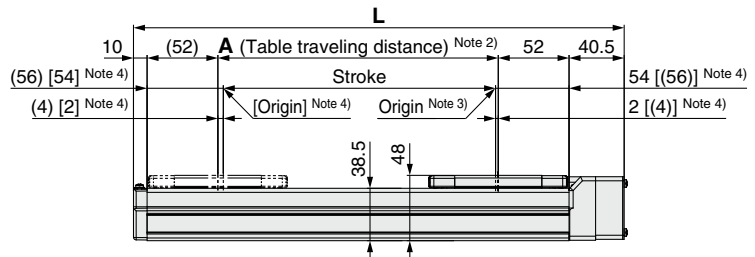 L
10 (52) A (Table traveling distance) Note 2) 52 40.5
(56) [54] Note 4) Stroke 54 [(56)] Note 4)
(4) [2] Note 4) [Origin] Note 4) Origin Note 3) 2 [(4)] Note 4)
38.5 48